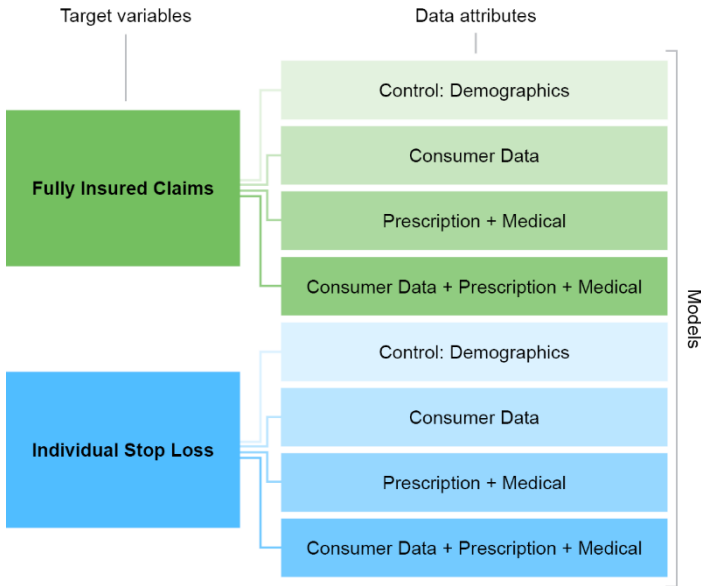 Target variables
Data attributes
Fully Insured Claims
Control: Demographics
Consumer Data
Prescription + Medical
Consumer Data + Prescription + Medical
Individual Stop Loss
Control: Demographics
Consumer Data
Prescription + Medical
Consumer Data + Prescription + Medical
Models